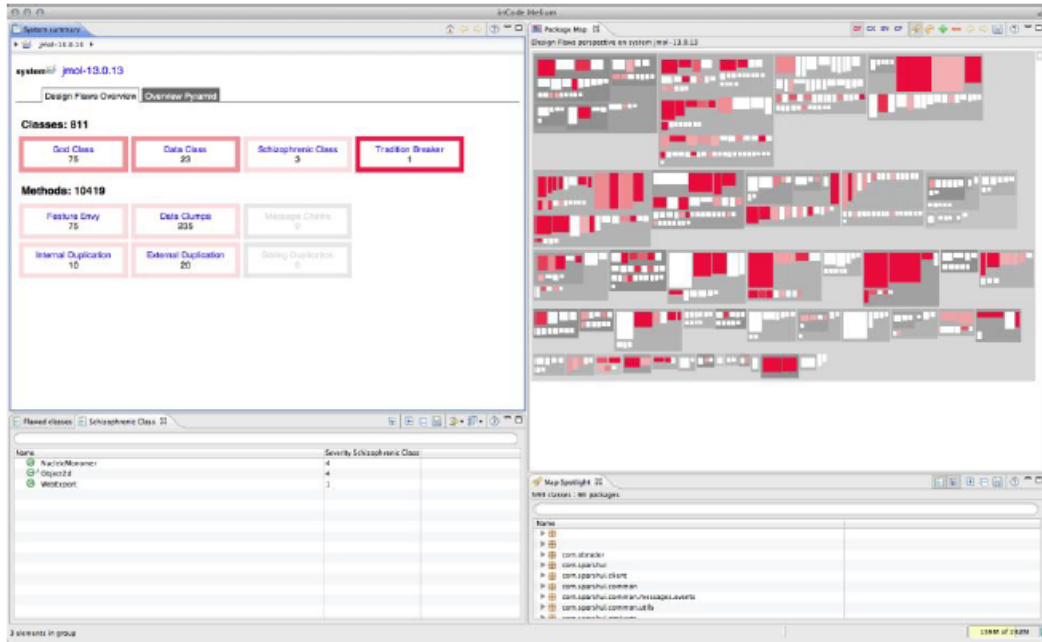 inCode Helium
System summary
jmol-13.0.13
system jmol-13.0.13
Design Flaws Overview Overview Pyramid
Classes: 811
God Class Data Class Schizophrenic Class Tradition Breaker
75 23 3 1
Methods: 10419
Feature Envy Data Clumps Message Chains
75 235 0
Internal Duplication External Duplication Sibling Duplication
10 20 0
Package Map
Design Flaws perspective on system jmol-13.0.13
Flawed classes Schizophrenic Class
Name Severity Schizophrenic Class
NucleicMonomer 4
Object2d 4
WebExport 1
3 elements in group
Map Spotlight
classes : packages
Name
com.obrader
com.sparshui
com.sparshui.client
com.sparshui.common
com.sparshui.common.messages.events
com.sparshui.common.utils